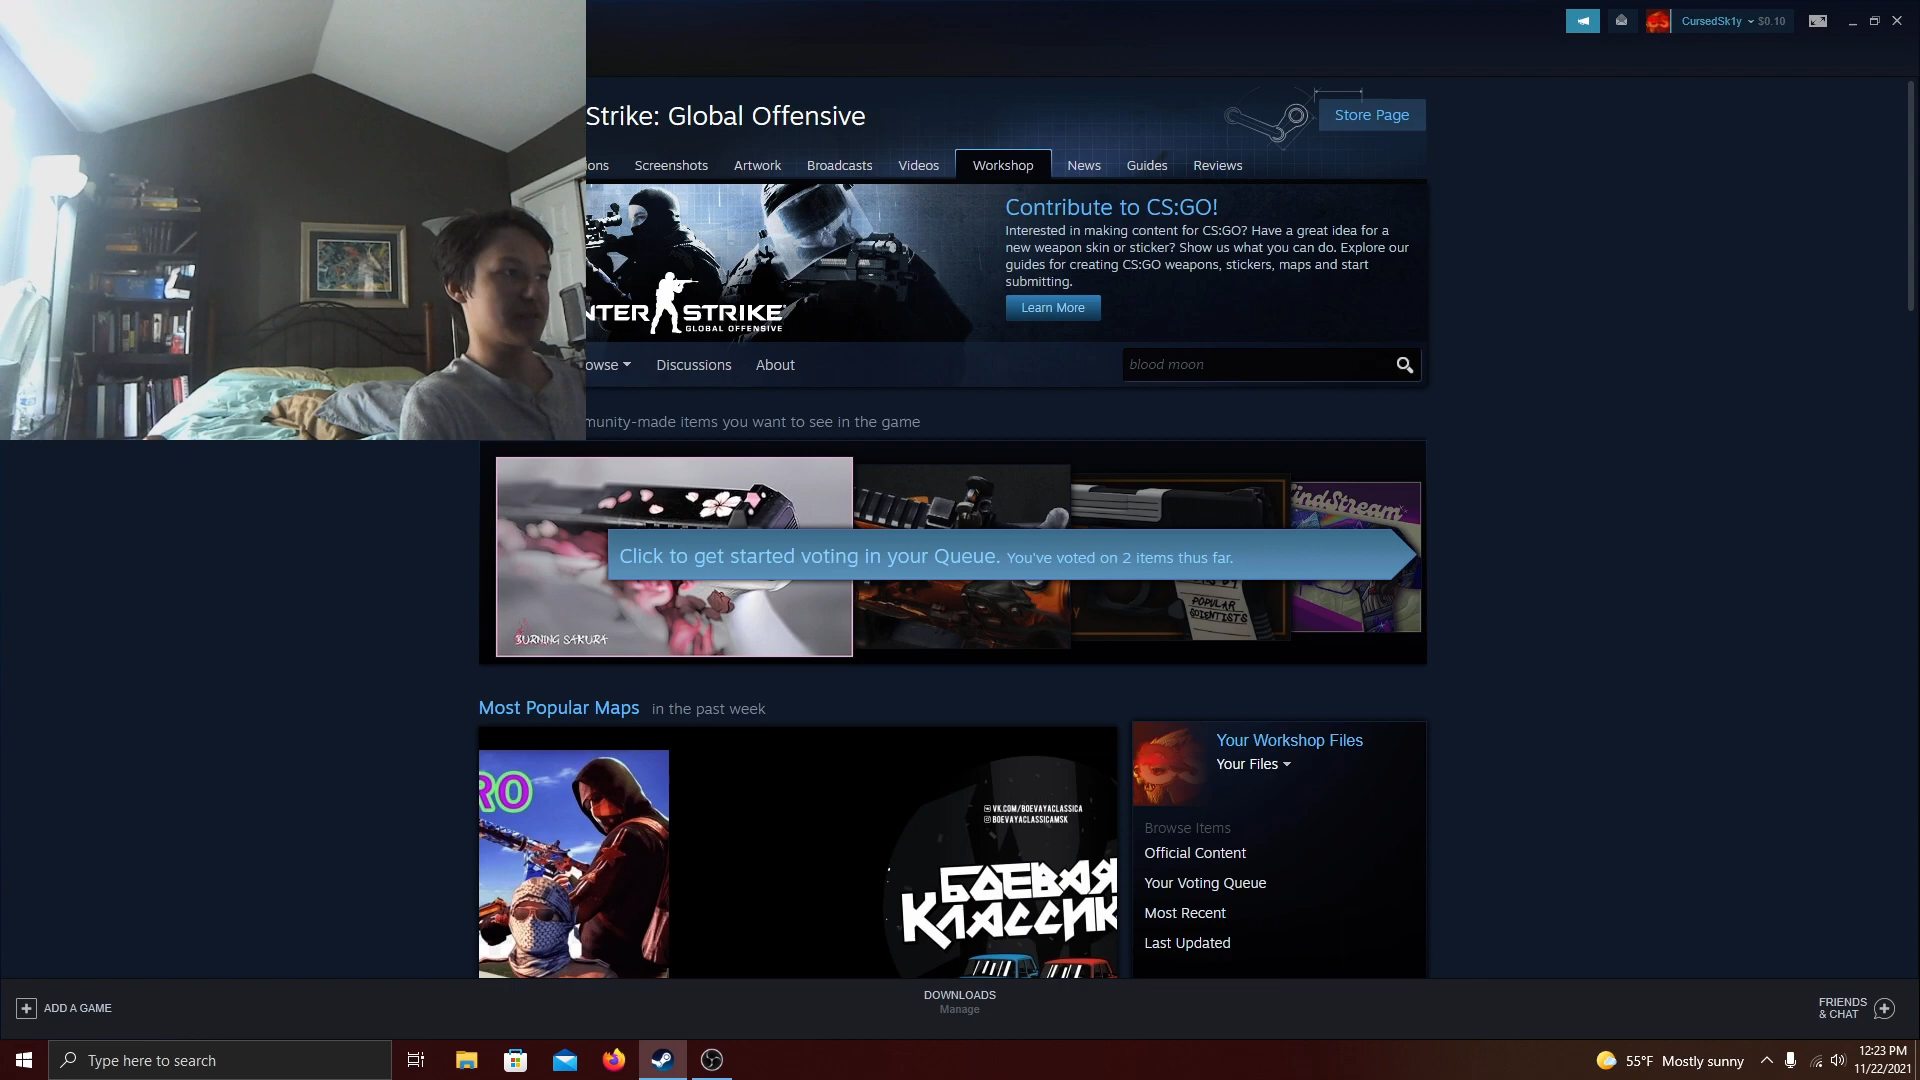 CursedSk1y $0.10
Strike: Global Offensive
Store Page
ons Screenshots Artwork Broadcasts Videos Workshop News Guides Reviews
Contribute to CS:GO!
Interested in making content for CS:GO? Have a great idea for a
new weapon skin or sticker? Show us what you can do. Explore our
guides for creating CS:GO weapons, stickers, maps and start
submitting.
Learn More
NTER STRIKE
GLOBAL OFFENSIVE
owse Discussions About
blood moon
munity-made items you want to see in the game
indStream
Click to get started voting in your Queue. You've voted on 2 items thus far.
POPULAR
SCIENTISTS
BURNING SAKURA
Most Popular Maps in the past week
RO
VK.COM/BOEVAYACLASSICA
BOEVAYACLASSICAMSK
БОЕВАЯ
КЛАССИК
Your Workshop Files
Your Files
Browse Items
Official Content
Your Voting Queue
Most Recent
Last Updated
ADD A GAME
DOWNLOADS
Manage
FRIENDS
& CHAT
Type here to search
55°F Mostly sunny
12:23 PM
11/22/2021